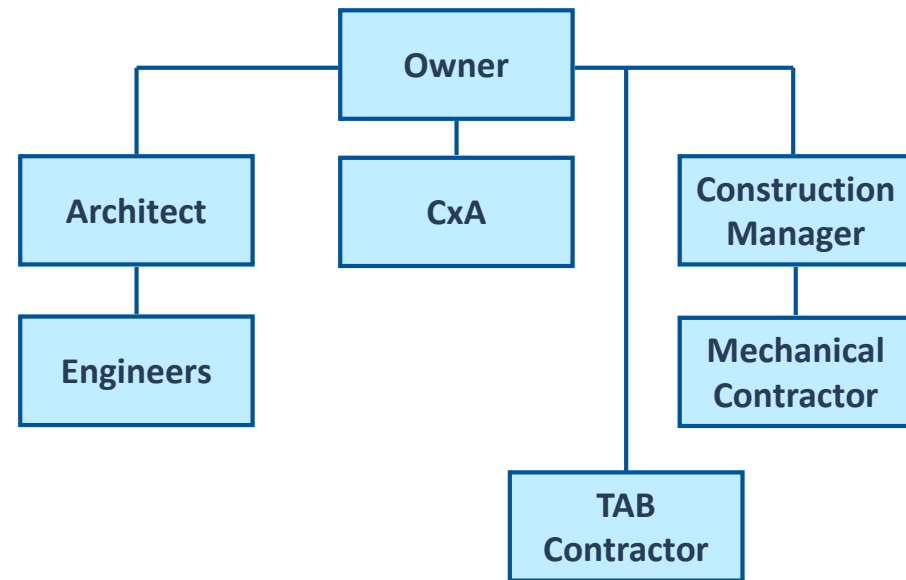 Owner
Architect
CxA
Construction
Manager
Engineers
Mechanical
Contractor
TAB
Contractor